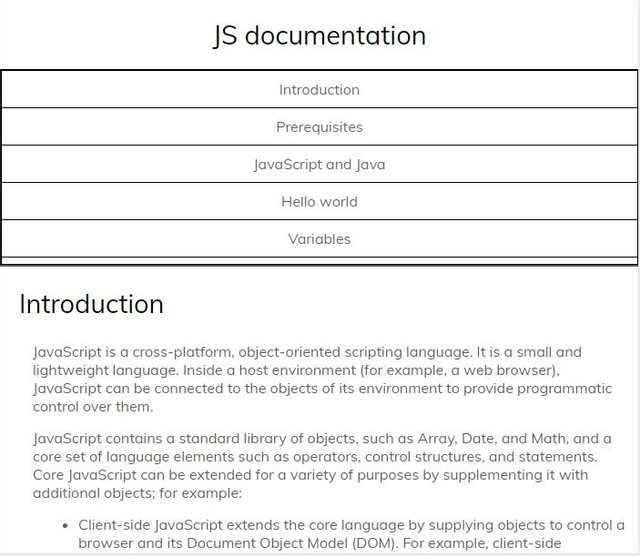 JS documentation
Introduction
Prerequisites
JavaScript and Java
Hello world
Variables
Introduction
JavaScript is a cross-platform, object-oriented scripting language. It is a small and
lightweight language. Inside a host environment (for example, a web browser),
JavaScript can be connected to the objects of its environment to provide programmatic
control over them.
JavaScript contains a standard library of objects, such as Array, Date, and Math, and a
core set of language elements such as operators, control structures, and statements.
Core JavaScript can be extended for a variety of purposes by supplementing it with
additional objects; for example:
• Client-side JavaScript extends the core language by supplying objects to control a
browser and its Document Object Model (DOM). For example, client-side